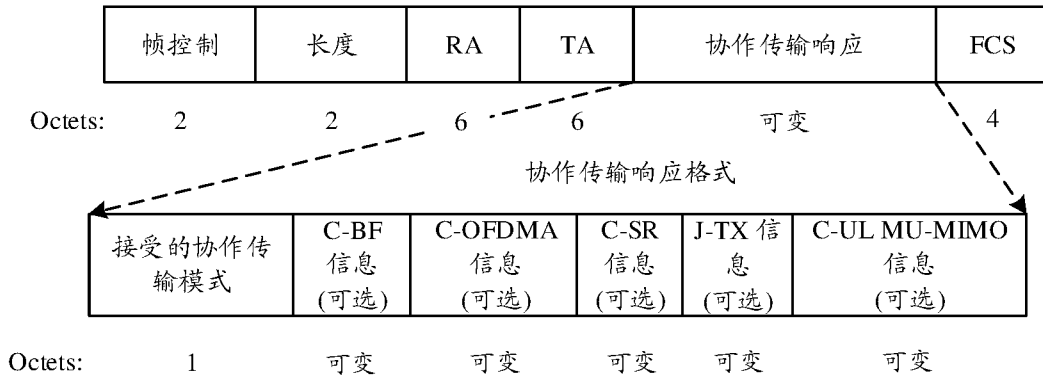 帧控制 长度 RA TA 协作传输响应 FCS
Octets: 2 2 6 6 可变 4
协作传输响应格式
接受的协作传输模式 C-BF 信息 (可选) C-OFDMA 信息 (可选) C-SR 信息 (可选) J-TX 信息 (可选) C-UL MU-MIMO 信息 (可选)
Octets: 1 可变 可变 可变 可变 可变